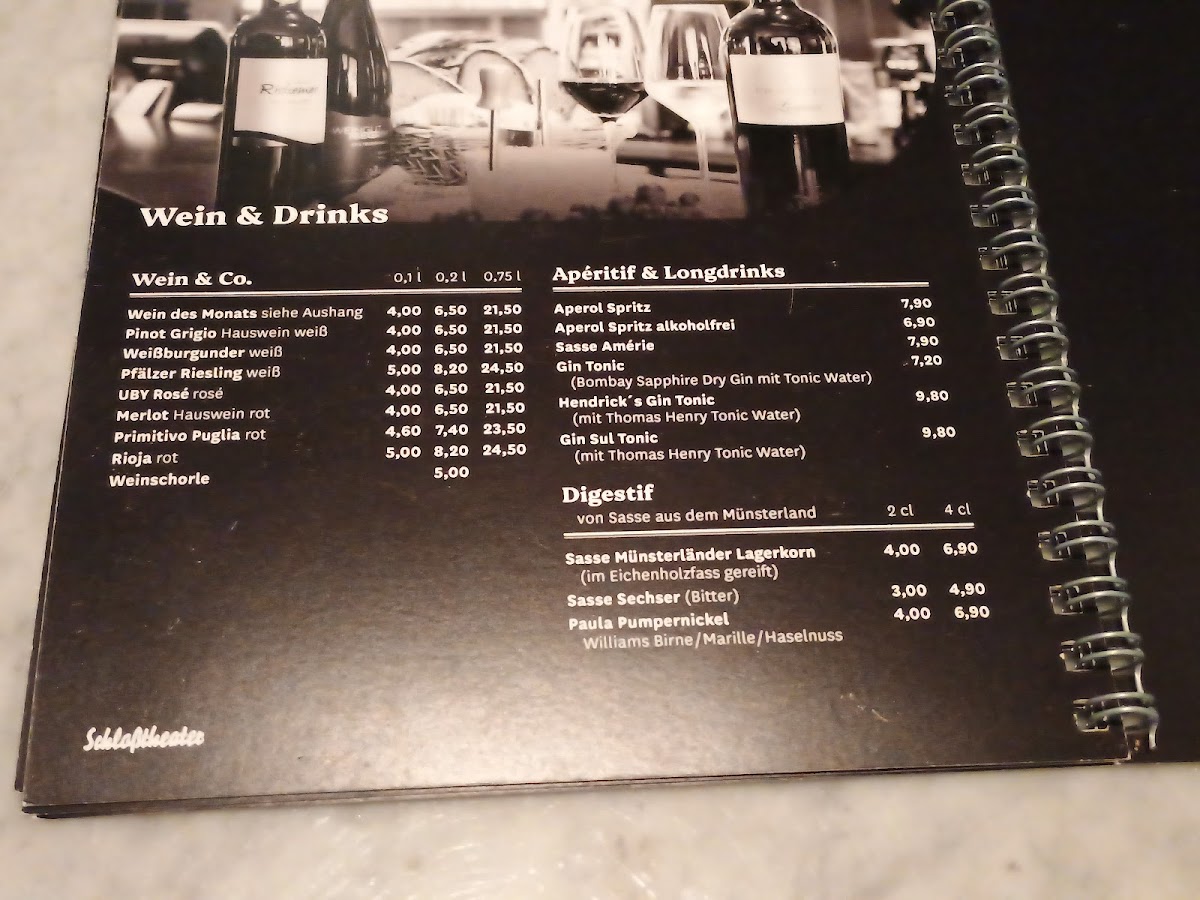 Wein & Drinks
Wein & Co. 0,1 l 0,2 l 0,75 l
Wein des Monats siehe Aushang 4,00 6,50 21,50
Pinot Grigio Hauswein weiß 4,00 6,50 21,50
Weißburgunder weiß 4,00 6,50 21,50
Pfälzer Riesling weiß 5,00 8,20 24,50
UBY Rosé rosé 4,00 6,50 21,50
Merlot Hauswein rot 4,00 6,50 21,50
Primitivo Puglia rot 4,60 7,40 23,50
Rioja rot 5,00 8,20 24,50
Weinschorle 5,00
Apéritif & Longdrinks
Aperol Spritz 7,90
Aperol Spritz alkoholfrei 6,90
Sasse Amérie 7,90
Gin Tonic 7,20
(Bombay Sapphire Dry Gin mit Tonic Water)
Hendrick´s Gin Tonic 9,80
(mit Thomas Henry Tonic Water)
Gin Sul Tonic 9,80
(mit Thomas Henry Tonic Water)
Digestif
von Sasse aus dem Münsterland 2 cl 4 cl
Sasse Münsterländer Lagerkorn 4,00 6,90
(im Eichenholzfass gereift)
Sasse Sechser (Bitter) 3,00 4,90
Paula Pumpernickel 4,00 6,90
Williams Birne/Marille/Haselnuss
Schloßtheater